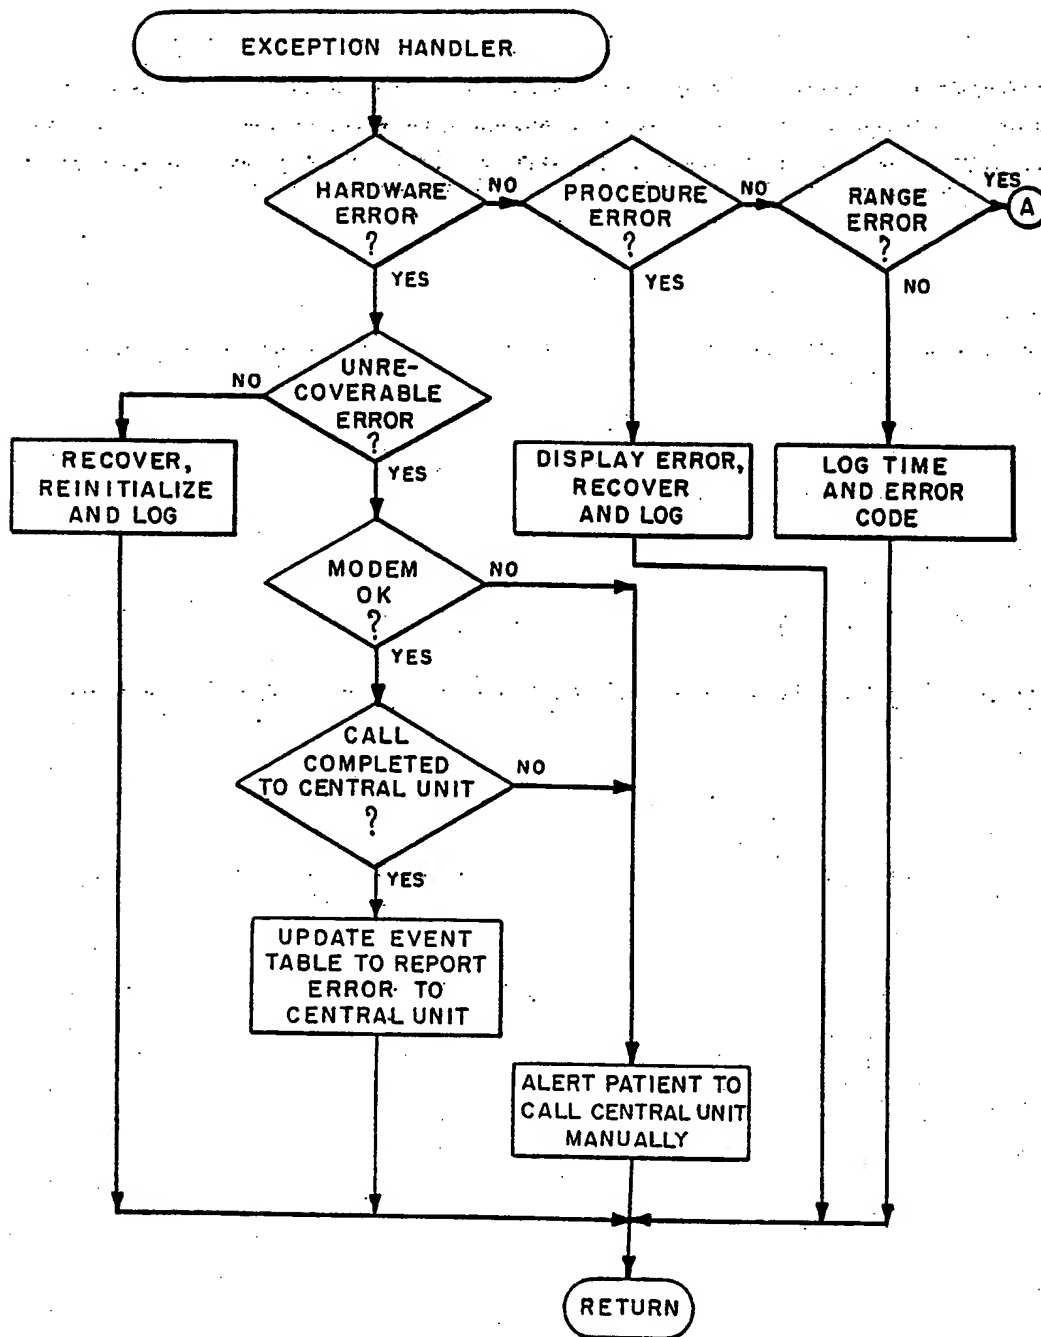 EXCEPTION HANDLER
HARDWARE
ERROR
?
NO
YES
PROCEDURE
ERROR
?
NO
YES
RANGE
ERROR
?
YES
A
NO
UNRE-
COVERABLE
ERROR
?
NO
YES
RECOVER,
REINITIALIZE
AND LOG
DISPLAY ERROR,
RECOVER
AND LOG
LOG TIME
AND ERROR
CODE
MODEM
OK
?
NO
YES
CALL
COMPLETED
TO CENTRAL UNIT
?
NO
YES
UPDATE EVENT
TABLE TO REPORT
ERROR TO
CENTRAL UNIT
ALERT PATIENT TO
CALL CENTRAL UNIT
MANUALLY
RETURN